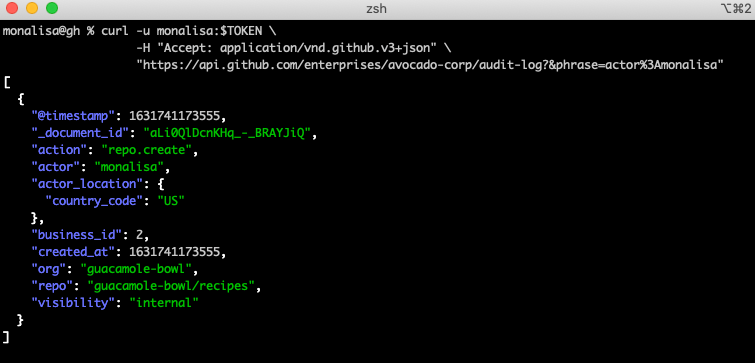 zsh
⌥⌘2
monalisa@gh % curl -u monalisa:$TOKEN \
-H "Accept: application/vnd.github.v3+json" \
"https://api.github.com/enterprises/avocado-corp/audit-log?&phrase=actor%3Amonalisa"
[
{
"@timestamp": 1631741173555,
"_document_id": "aLi0QlDcnKHq_-_BRAYJiQ",
"action": "repo.create",
"actor": "monalisa",
"actor_location": {
"country_code": "US"
},
"business_id": 2,
"created_at": 1631741173555,
"org": "guacamole-bowl",
"repo": "guacamole-bowl/recipes",
"visibility": "internal"
}
]